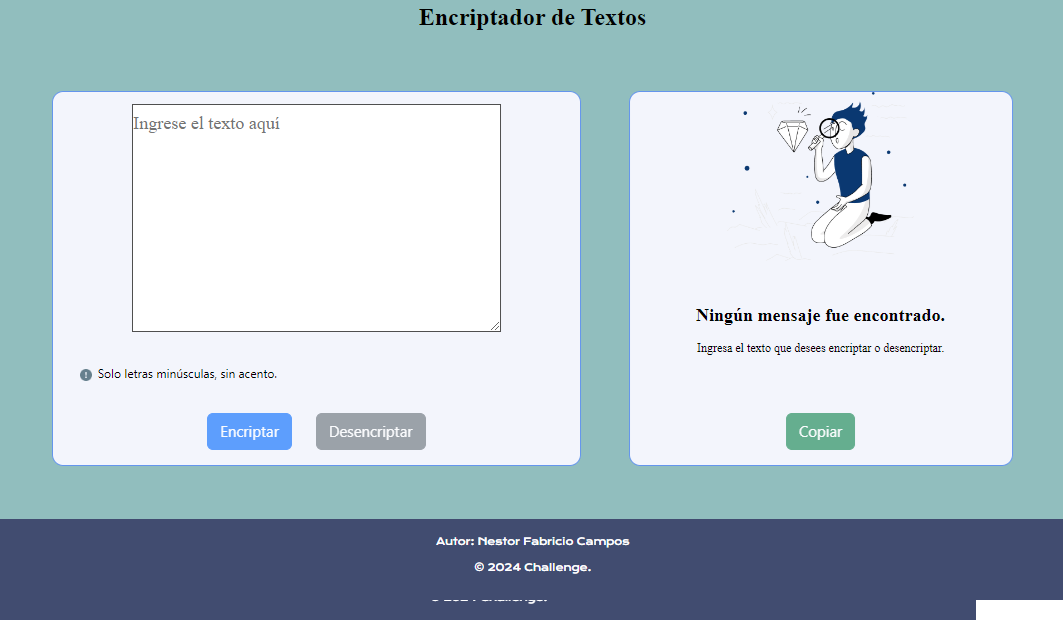 Encriptador de Textos
Ingrese el texto aquí
Solo letras minúsculas, sin acento.
Encriptar
Desencriptar
Ningún mensaje fue encontrado.
Ingresa el texto que desees encriptar o desencriptar.
Copiar
Autor: Nestor Fabricio Campos
© 2024 Challenge.